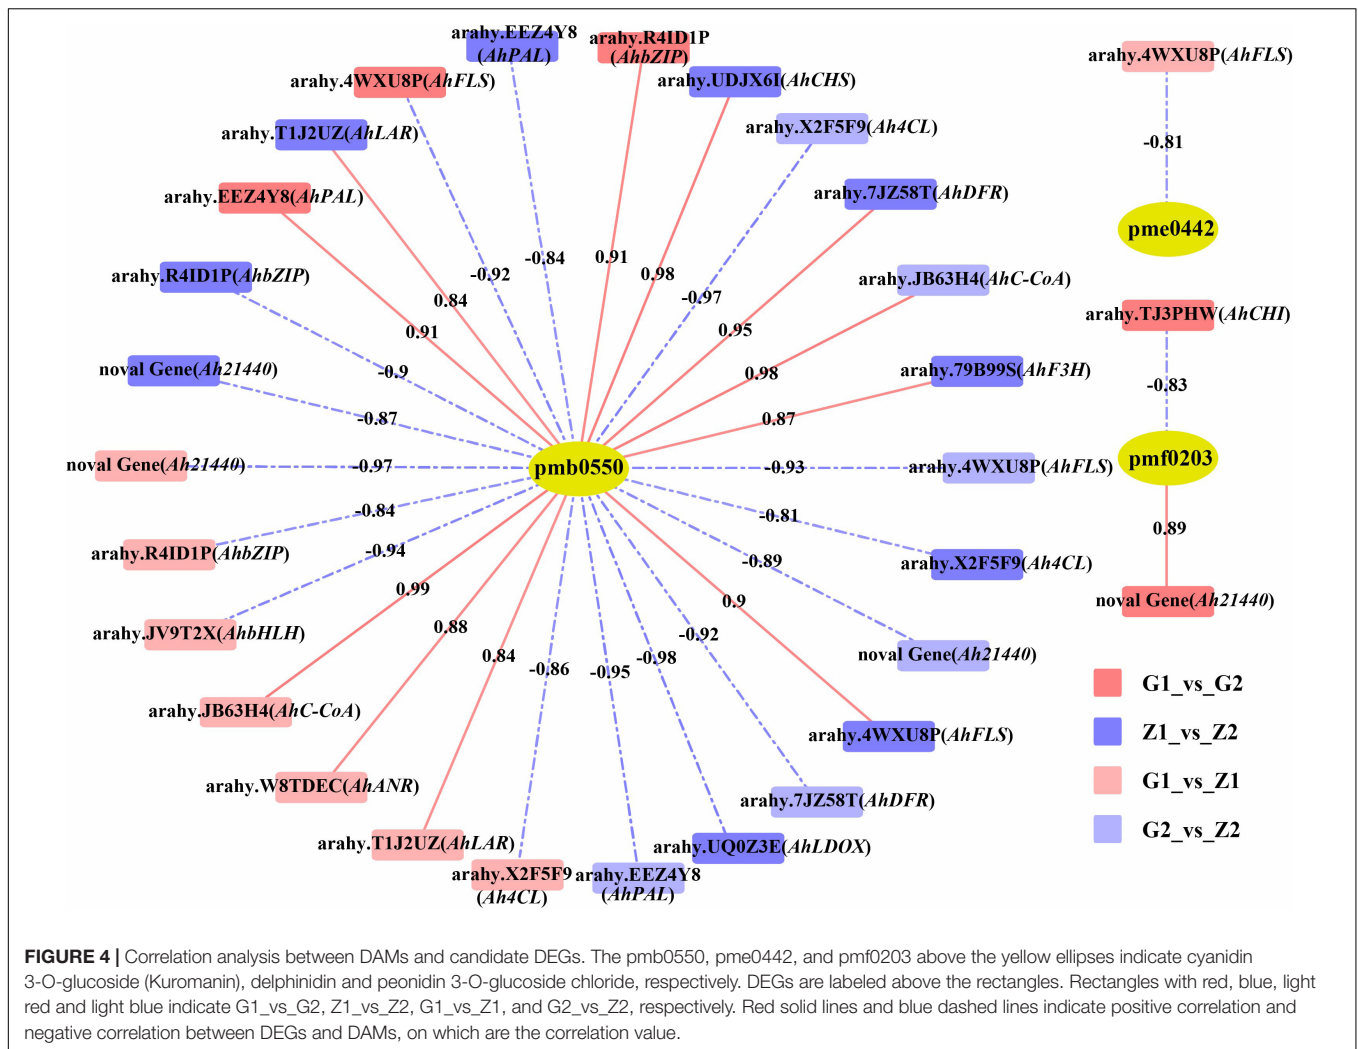 arahy.EEZ4Y8
(AhPAL)
arahy.R4ID1P
(AhbZIP)
arahy.4WXU8P(AhFLS)
arahy.UDJX6I(AhCHS)
arahy.T1J2UZ(AhLAR)
arahy.X2F5F9(Ah4CL)
arahy.EEZ4Y8(AhPAL)
arahy.7JZ58T(AhDFR)
arahy.R4ID1P(AhbZIP)
arahy.JB63H4(AhC-CoA)
noval Gene(Ah21440)
arahy.79B99S(AhF3H)
noval Gene(Ah21440)
arahy.4WXU8P(AhFLS)
arahy.R4ID1P(AhbZIP)
arahy.X2F5F9(Ah4CL)
arahy.JV9T2X(AhbHLH)
noval Gene(Ah21440)
arahy.JB63H4(AhC-CoA)
arahy.4WXU8P(AhFLS)
arahy.W8TDEC(AhANR)
arahy.7JZ58T(AhDFR)
arahy.T1J2UZ(AhLAR)
arahy.UQ0Z3E(AhLDOX)
arahy.X2F5F9
(Ah4CL)
arahy.EEZ4Y8
(AhPAL)
-0.84
0.91
-0.92
0.98
0.84
-0.97
0.91
0.95
-0.9
0.98
-0.87
0.87
-0.97
pmb0550
-0.93
-0.84
-0.81
-0.94
-0.89
0.99
0.9
0.88
-0.92
0.84
-0.98
-0.86
-0.95
arahy.4WXU8P(AhFLS)
-0.81
pme0442
arahy.TJ3PHW(AhCHI)
-0.83
pmf0203
0.89
noval Gene(Ah21440)
G1_vs_G2
Z1_vs_Z2
G1_vs_Z1
G2_vs_Z2
FIGURE 4 | Correlation analysis between DAMs and candidate DEGs. The pmb0550, pme0442, and pmf0203 above the yellow ellipses indicate cyanidin
3-O-glucoside (Kuromanin), delphinidin and peonidin 3-O-glucoside chloride, respectively. DEGs are labeled above the rectangles. Rectangles with red, blue, light
red and light blue indicate G1_vs_G2, Z1_vs_Z2, G1_vs_Z1, and G2_vs_Z2, respectively. Red solid lines and blue dashed lines indicate positive correlation and
negative correlation between DEGs and DAMs, on which are the correlation value.